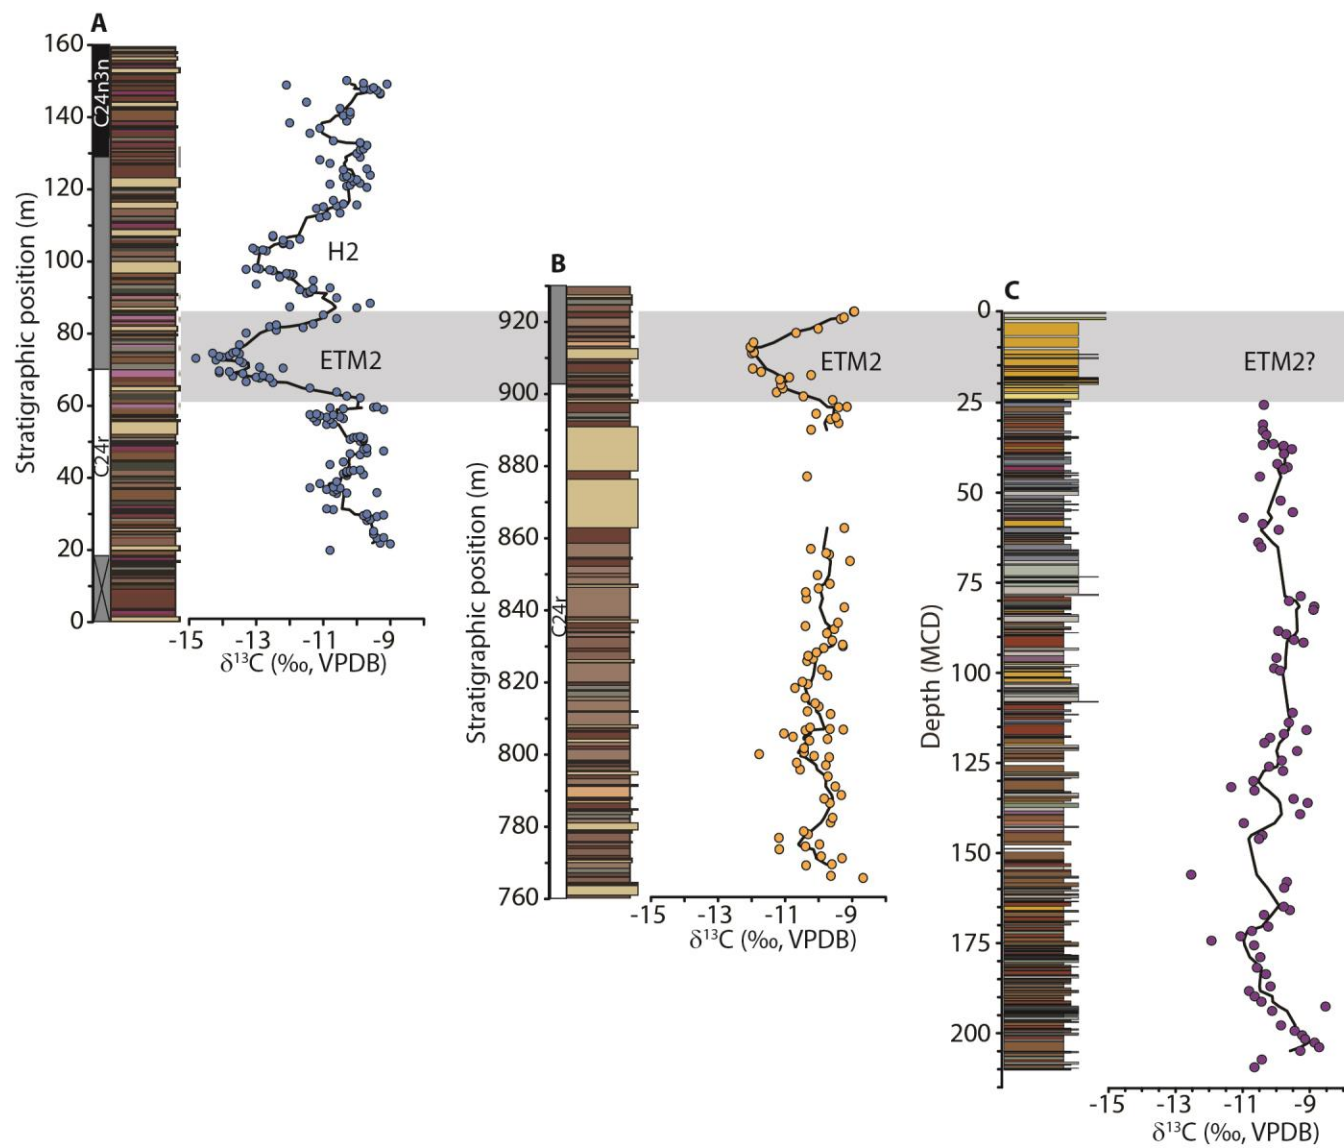 A
160
140
120
100
80
60
40
20
0
Stratigraphic position (m)
C24n3n
C24r
H2
ETM2
-15
-13
-11
-9
δ¹³C (‰, VPDB)
B
920
900
880
860
840
820
800
780
760
Stratigraphic position (m)
C24r
ETM2
-15
-13
-11
-9
δ¹³C (‰, VPDB)
C
0
25
50
75
100
125
150
175
200
Depth (MCD)
ETM2?
-15
-13
-11
-9
δ¹³C (‰, VPDB)